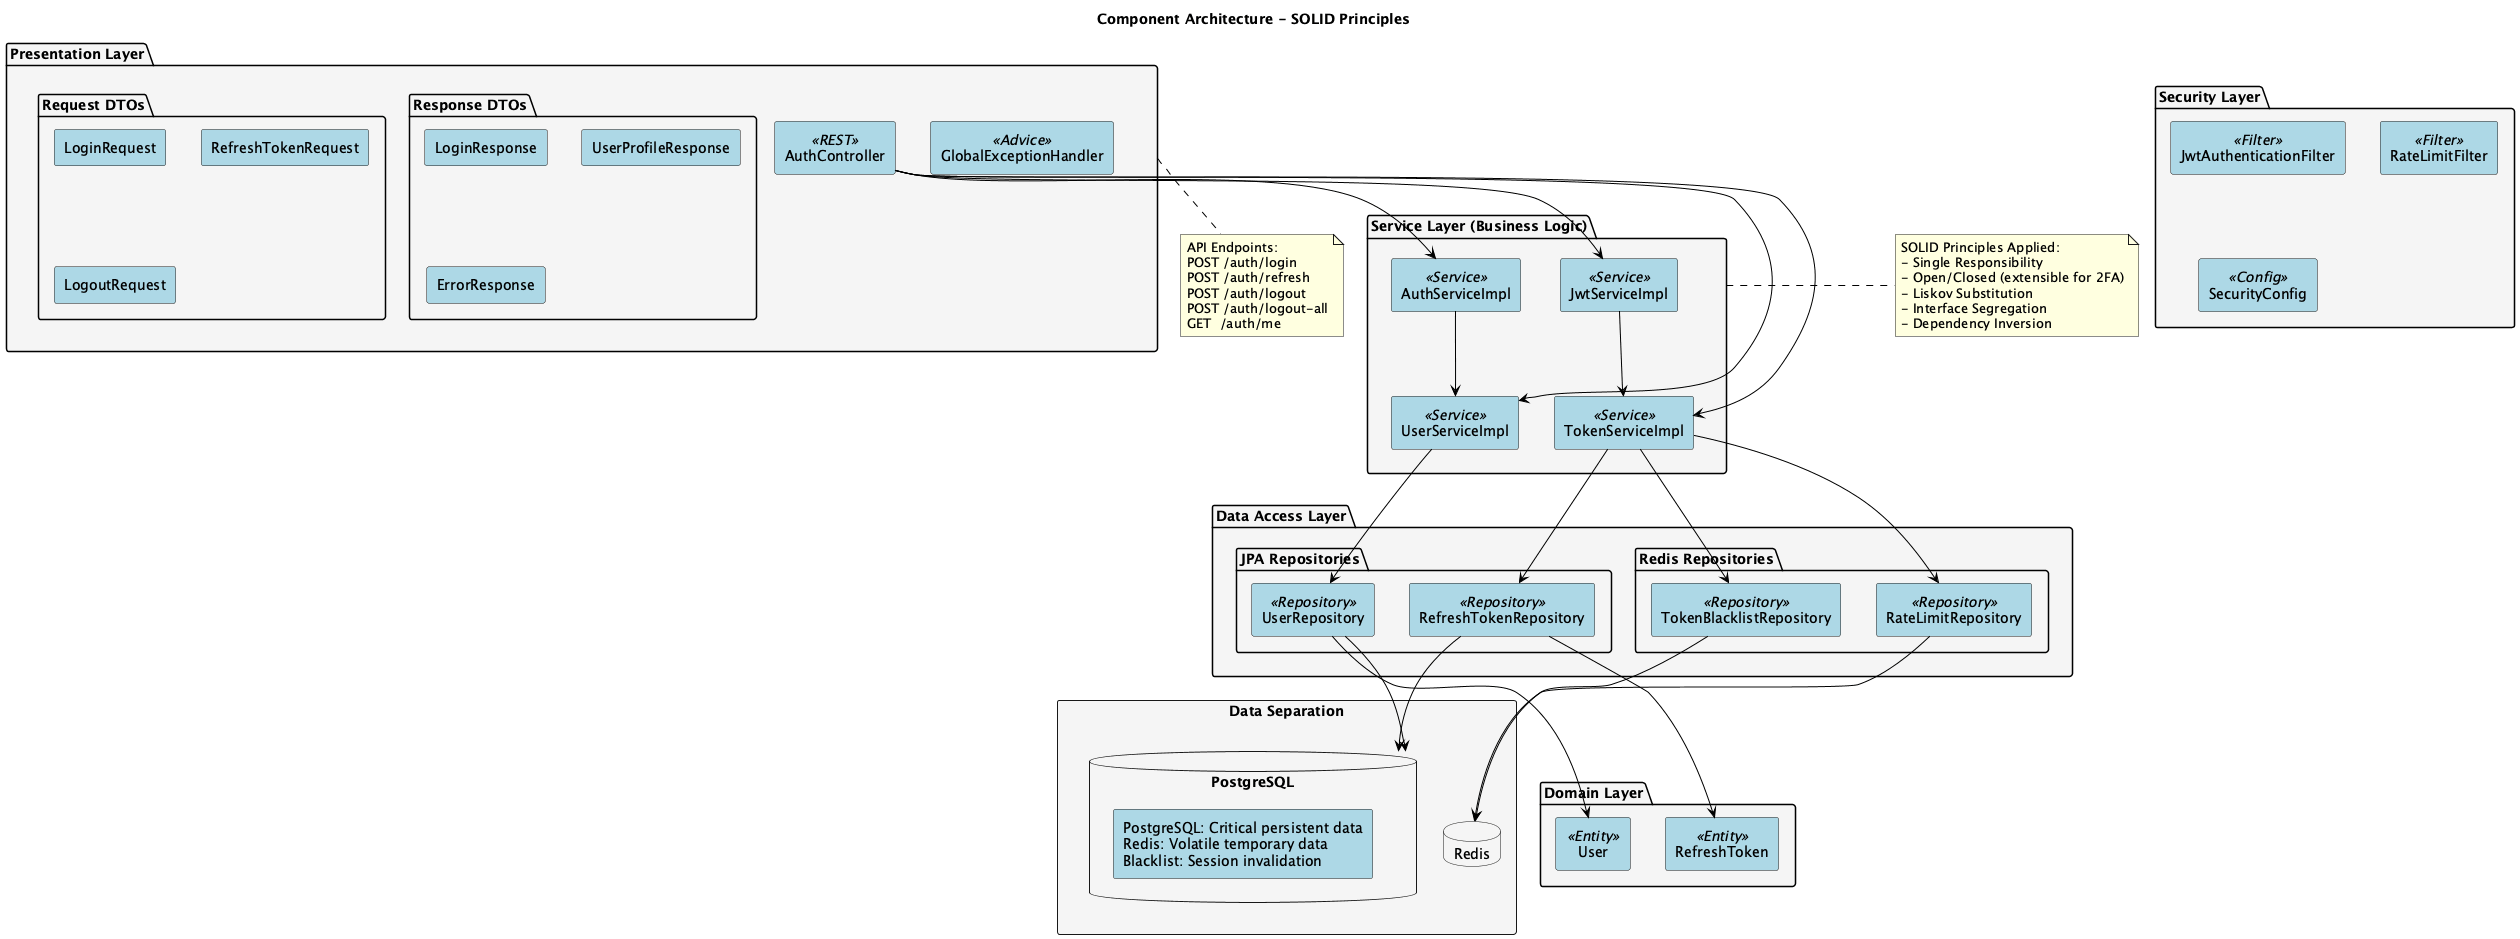 Component Architecture - SOLID Principles
Presentation Layer
Request DTOs
LoginRequest
RefreshTokenRequest
LogoutRequest
Response DTOs
LoginResponse
UserProfileResponse
ErrorResponse
«REST»
AuthController
«Advice»
GlobalExceptionHandler
API Endpoints:
POST /auth/login
POST /auth/refresh
POST /auth/logout
POST /auth/logout-all
GET  /auth/me
Service Layer (Business Logic)
«Service»
AuthServiceImpl
«Service»
JwtServiceImpl
«Service»
UserServiceImpl
«Service»
TokenServiceImpl
SOLID Principles Applied:
- Single Responsibility
- Open/Closed (extensible for 2FA)
- Liskov Substitution
- Interface Segregation
- Dependency Inversion
Security Layer
«Filter»
JwtAuthenticationFilter
«Filter»
RateLimitFilter
«Config»
SecurityConfig
Data Access Layer
JPA Repositories
«Repository»
UserRepository
«Repository»
RefreshTokenRepository
Redis Repositories
«Repository»
TokenBlacklistRepository
«Repository»
RateLimitRepository
Data Separation
PostgreSQL
PostgreSQL: Critical persistent data
Redis: Volatile temporary data
Blacklist: Session invalidation
Redis
Domain Layer
«Entity»
User
«Entity»
RefreshToken